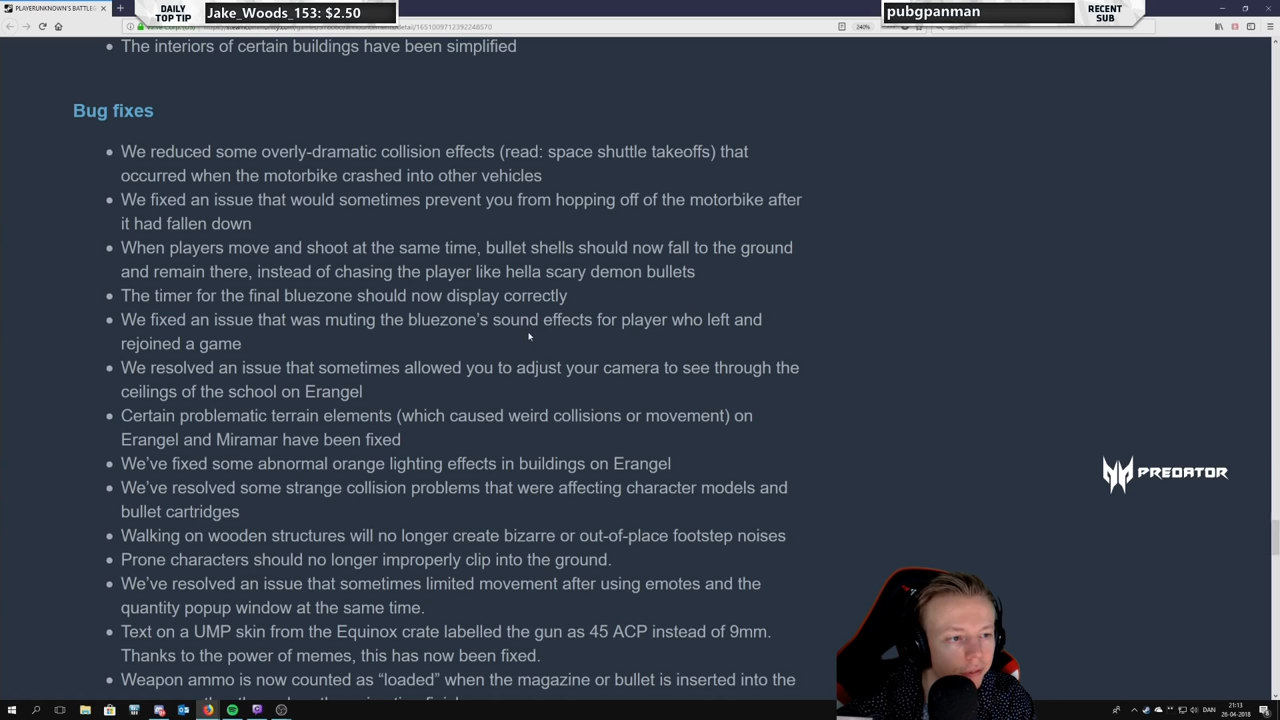 PLAYERUNKNOWN'S BATTLEG
DAILY
TOP TIP
Jake_Woods_153: $2.50
pubgpanman
RECENT
SUB
240%
The interiors of certain buildings have been simplified
Bug fixes
We reduced some overly-dramatic collision effects (read: space shuttle takeoffs) that
occurred when the motorbike crashed into other vehicles
We fixed an issue that would sometimes prevent you from hopping off of the motorbike after
it had fallen down
When players move and shoot at the same time, bullet shells should now fall to the ground
and remain there, instead of chasing the player like hella scary demon bullets
The timer for the final bluezone should now display correctly
We fixed an issue that was muting the bluezone's sound effects for player who left and
rejoined a game
We resolved an issue that sometimes allowed you to adjust your camera to see through the
ceilings of the school on Erangel
Certain problematic terrain elements (which caused weird collisions or movement) on
Erangel and Miramar have been fixed
We've fixed some abnormal orange lighting effects in buildings on Erangel
PREDATOR
We've resolved some strange collision problems that were affecting character models and
bullet cartridges
Walking on wooden structures will no longer create bizarre or out-of-place footstep noises
Prone characters should no longer improperly clip into the ground.
We've resolved an issue that sometimes limited movement after using emotes and the
quantity popup window at the same time.
Text on a UMP skin from the Equinox crate labelled the gun as 45 ACP instead of 9mm.
Thanks to the power of memes, this has now been fixed.
Weapon ammo is now counted as “loaded” when the magazine or bullet is inserted into the
DAN
21:13
26-04-2018